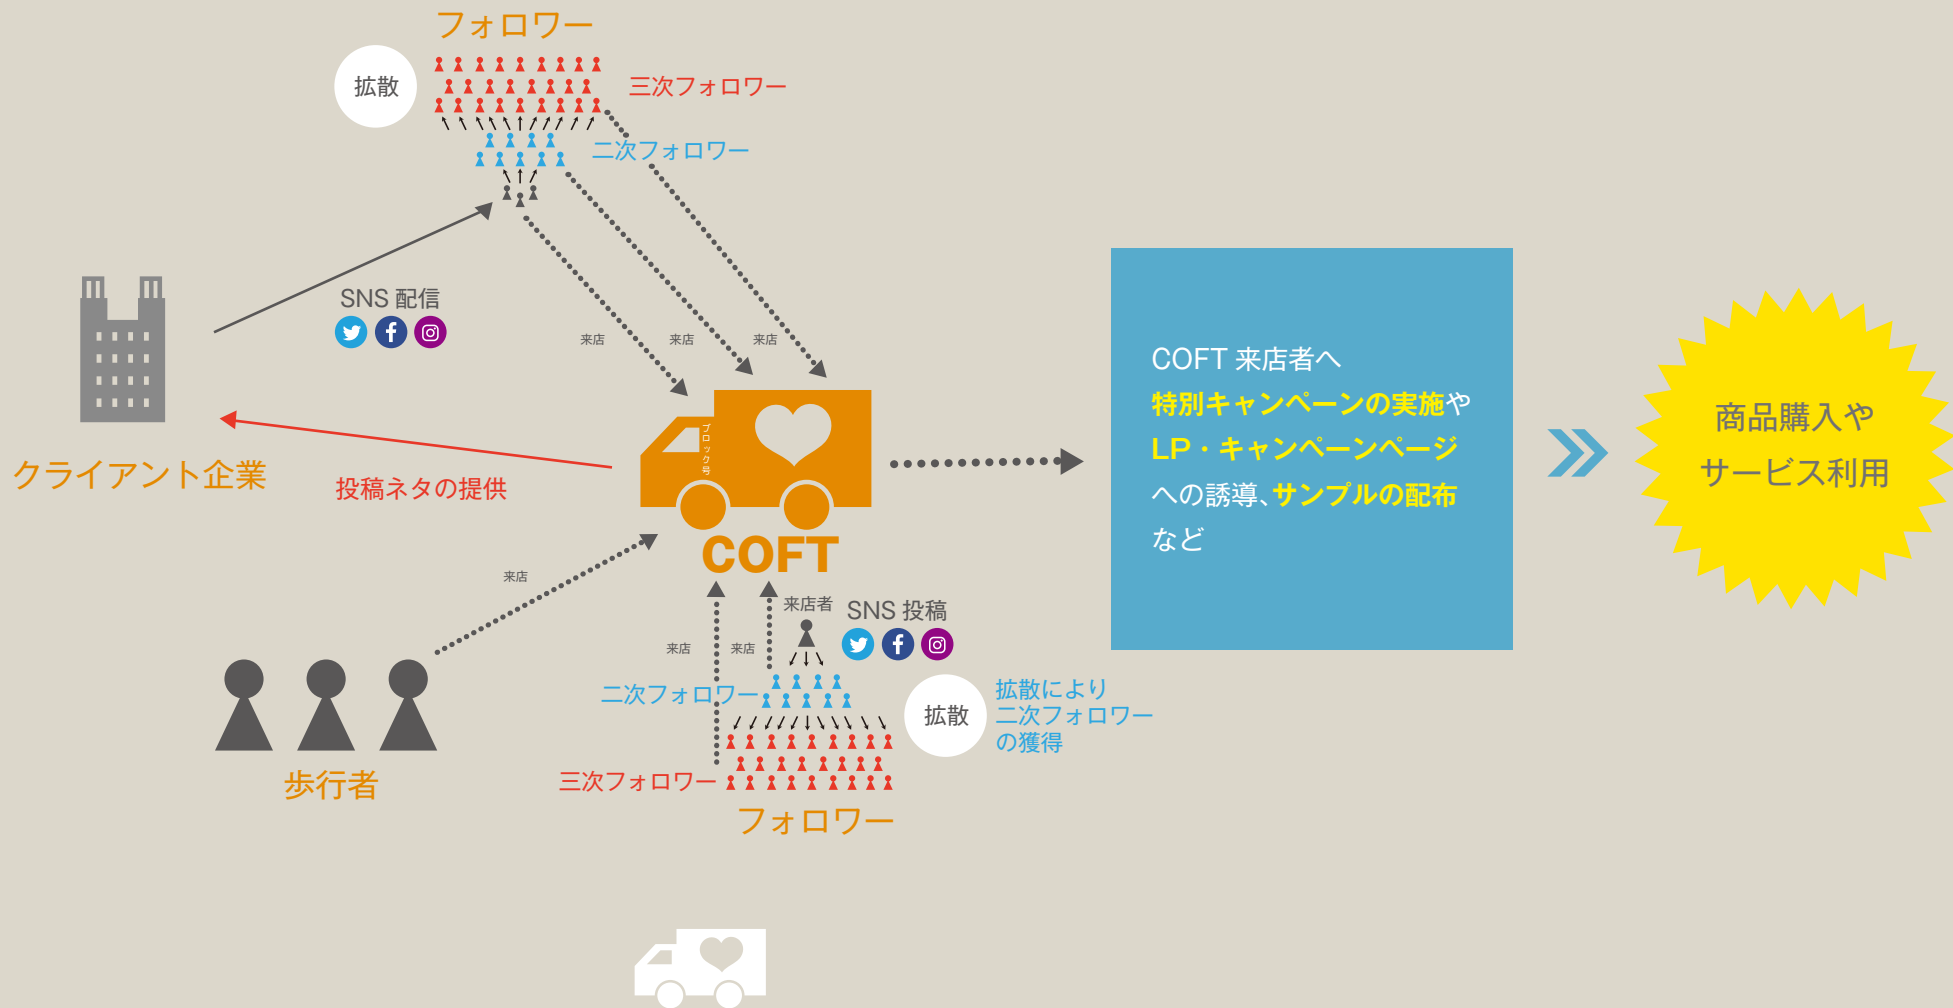 フォロワー
拡散
三次フォロワー
二次フォロワー
SNS 配信
来店
来店
来店
クライアント企業
投稿ネタの提供
ブロック号
COFT
来店
歩行者
来店者
SNS 投稿
来店
来店
二次フォロワー
拡散
拡散により
二次フォロワー
の獲得
三次フォロワー
フォロワー
COFT 来店者へ
特別キャンペーンの実施や
LP・キャンペーンページ
への誘導、サンプルの配布
など
商品購入や
サービス利用